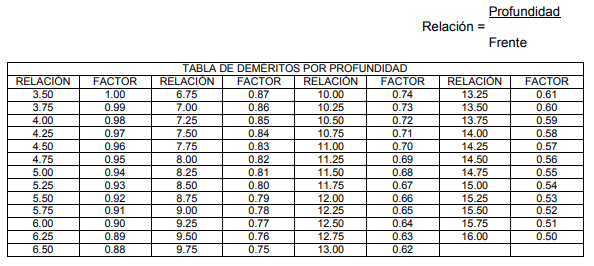 Profundidad
Relación =
Frente
TABLA DE DEMÉRITOS POR PROFUNDIDAD
RELACIÓN FACTOR RELACIÓN FACTOR RELACIÓN FACTOR RELACIÓN FACTOR
3.50 1.00 6.75 0.87 10.00 0.74 13.25 0.61
3.75 0.99 7.00 0.86 10.25 0.73 13.50 0.60
4.00 0.98 7.25 0.85 10.50 0.72 13.75 0.59
4.25 0.97 7.50 0.84 10.75 0.71 14.00 0.58
4.50 0.96 7.75 0.83 11.00 0.70 14.25 0.57
4.75 0.95 8.00 0.82 11.25 0.69 14.50 0.56
5.00 0.94 8.25 0.81 11.50 0.68 14.75 0.55
5.25 0.93 8.50 0.80 11.75 0.67 15.00 0.54
5.50 0.92 8.75 0.79 12.00 0.66 15.25 0.53
5.75 0.91 9.00 0.78 12.25 0.65 15.50 0.52
6.00 0.90 9.25 0.77 12.50 0.64 15.75 0.51
6.25 0.89 9.50 0.76 12.75 0.63 16.00 0.50
6.50 0.88 9.75 0.75 13.00 0.62